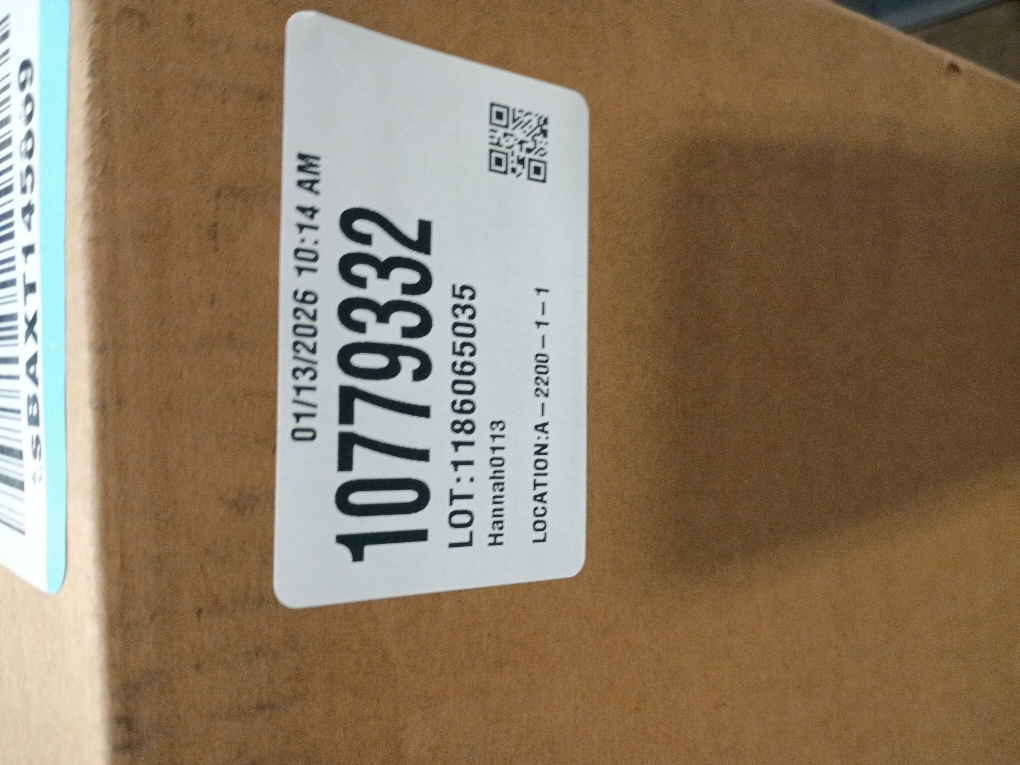 *SBAXT145869
01/13/2026 10:14 AM
10779332
LOT:1186065035
Hannah0113
LOCATION:A-2200-1-1